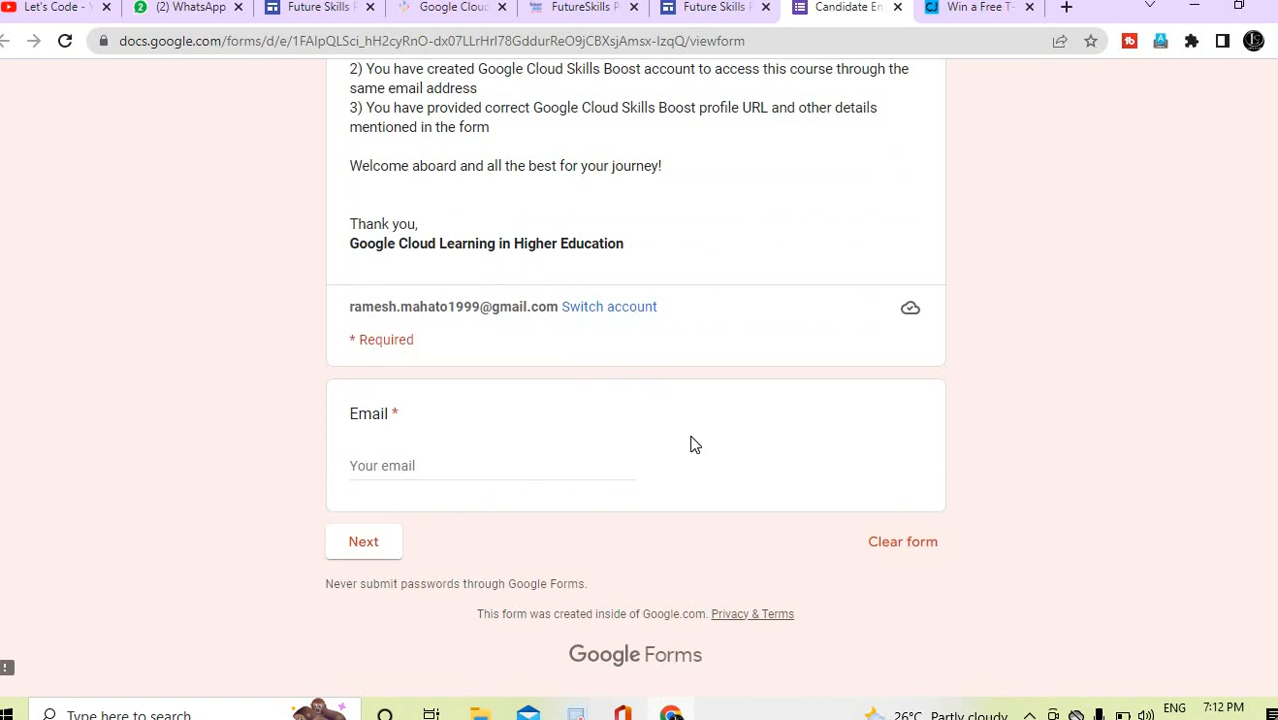 Let's Code - Y
(2) WhatsApp
Future Skills P
Google Cloud
FutureSkills P
Future Skills P
Candidate En
Win a Free T-
docs.google.com/forms/d/e/1FAIpQLSci_hH2cyRnO-dx07LLrHrI78GddurReO9jCBXsjAmsx-IzqQ/viewform
2) You have created Google Cloud Skills Boost account to access this course through the
same email address
3) You have provided correct Google Cloud Skills Boost profile URL and other details
mentioned in the form
Welcome aboard and all the best for your journey!
Thank you,
Google Cloud Learning in Higher Education
ramesh.mahato1999@gmail.com Switch account
* Required
Email *
Your email
Next
Clear form
Never submit passwords through Google Forms.
This form was created inside of Google.com. Privacy & Terms
Google Forms
Type here to search
26°C Partly cloudy
ENG
7:12 PM